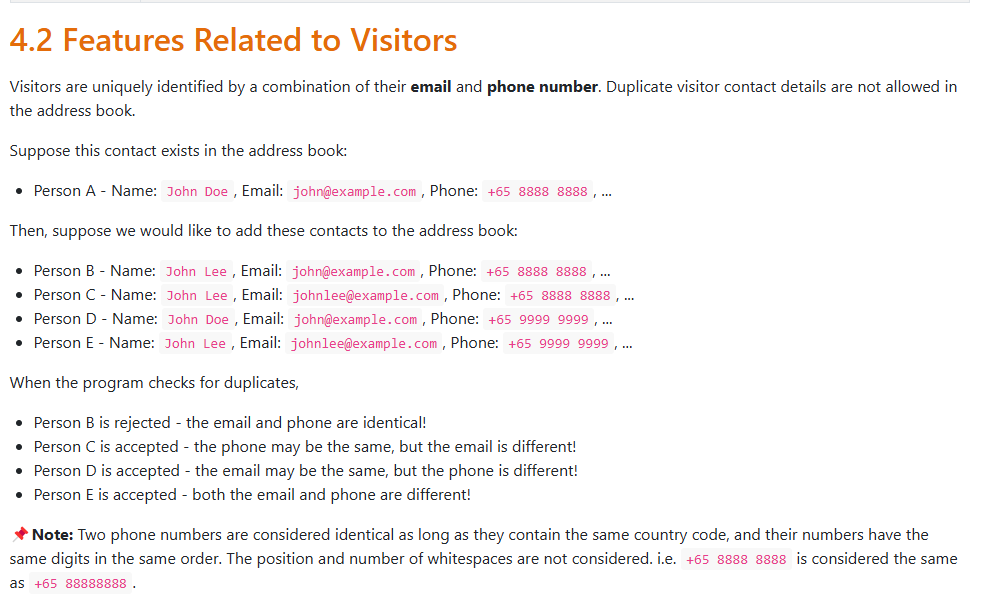 4.2 Features Related to Visitors
Visitors are uniquely identified by a combination of their email and phone number. Duplicate visitor contact details are not allowed in
the address book.
Suppose this contact exists in the address book:
Person A - Name: John Doe , Email: john@example.com , Phone: +65 8888 8888 , ...
Then, suppose we would like to add these contacts to the address book:
Person B - Name: John Lee , Email: john@example.com , Phone: +65 8888 8888 , ...
Person C - Name: John Lee , Email: johnlee@example.com , Phone: +65 8888 8888 , ...
Person D - Name: John Doe , Email: john@example.com , Phone: +65 9999 9999 , ...
Person E - Name: John Lee , Email: johnlee@example.com , Phone: +65 9999 9999 , ...
When the program checks for duplicates,
Person B is rejected - the email and phone are identical!
Person C is accepted - the phone may be the same, but the email is different!
Person D is accepted - the email may be the same, but the phone is different!
Person E is accepted - both the email and phone are different!
📌 Note: Two phone numbers are considered identical as long as they contain the same country code, and their numbers have the
same digits in the same order. The position and number of whitespaces are not considered. i.e. +65 8888 8888 is considered the same
as +65 88888888 .